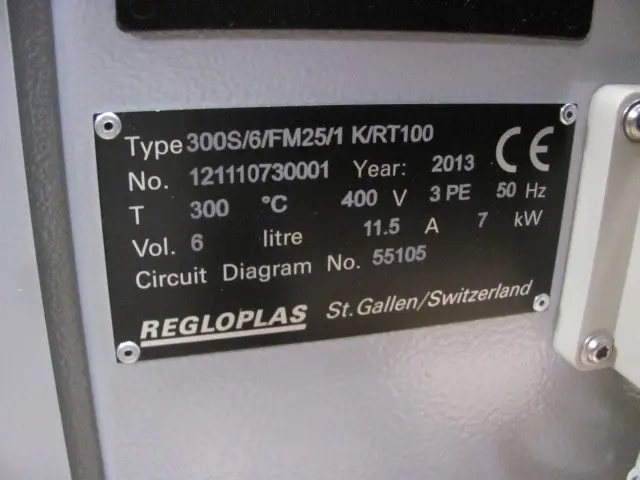 Type 300S/6/FM25/1 K/RT100 CE
No. 121110730001 Year: 2013
T 300 °C 400 V 3 PE 50 Hz
Vol. 6 litre 11.5 A 7 kW
Circuit Diagram No. 55105
REGLOPLAS St. Gallen/Switzerland